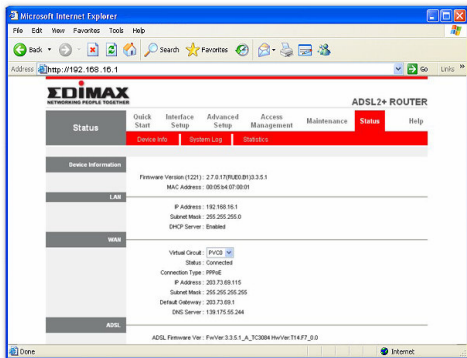 Microsoft Internet Explorer
File Edit View Favorites Tools Help
Back Search Favorites
Address http://192.168.16.1 Go Links »
EDIMAX
NETWORKING PEOPLE TOGETHER
ADSL2+ ROUTER
Status Quick Start Interface Setup Advanced Setup Access Management Maintenance Status Help
Device Info System Log Statistics
Device Information
Firmware Version (1221) : 2.7.0.17(RUE0.B1)3.3.5.1
MAC Address : 00:05:b4:07:00:01
LAN
IP Address : 192.168.16.1
Subnet Mask : 255.255.255.0
DHCP Server : Enabled
WAN
Virtual Circuit : PVC0
Status : Connected
Connection Type : PPPoE
IP Address : 203.73.69.115
Subnet Mask : 255.255.255.255
Default Gateway : 203.73.69.1
DNS Server : 139.175.55.244
ADSL
ADSL Firmware Ver : FwVer:3.3.5.1_A_TC3084 HwVer:T14.F7_0.0
Done Internet